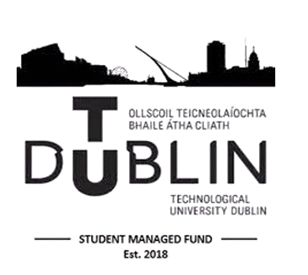 OLLSCOIL TEICNEOLAÍOCHTA
BHAILE ÁTHA CLIATH
TU DUBLIN
TECHNOLOGICAL
UNIVERSITY DUBLIN
STUDENT MANAGED FUND
Est. 2018